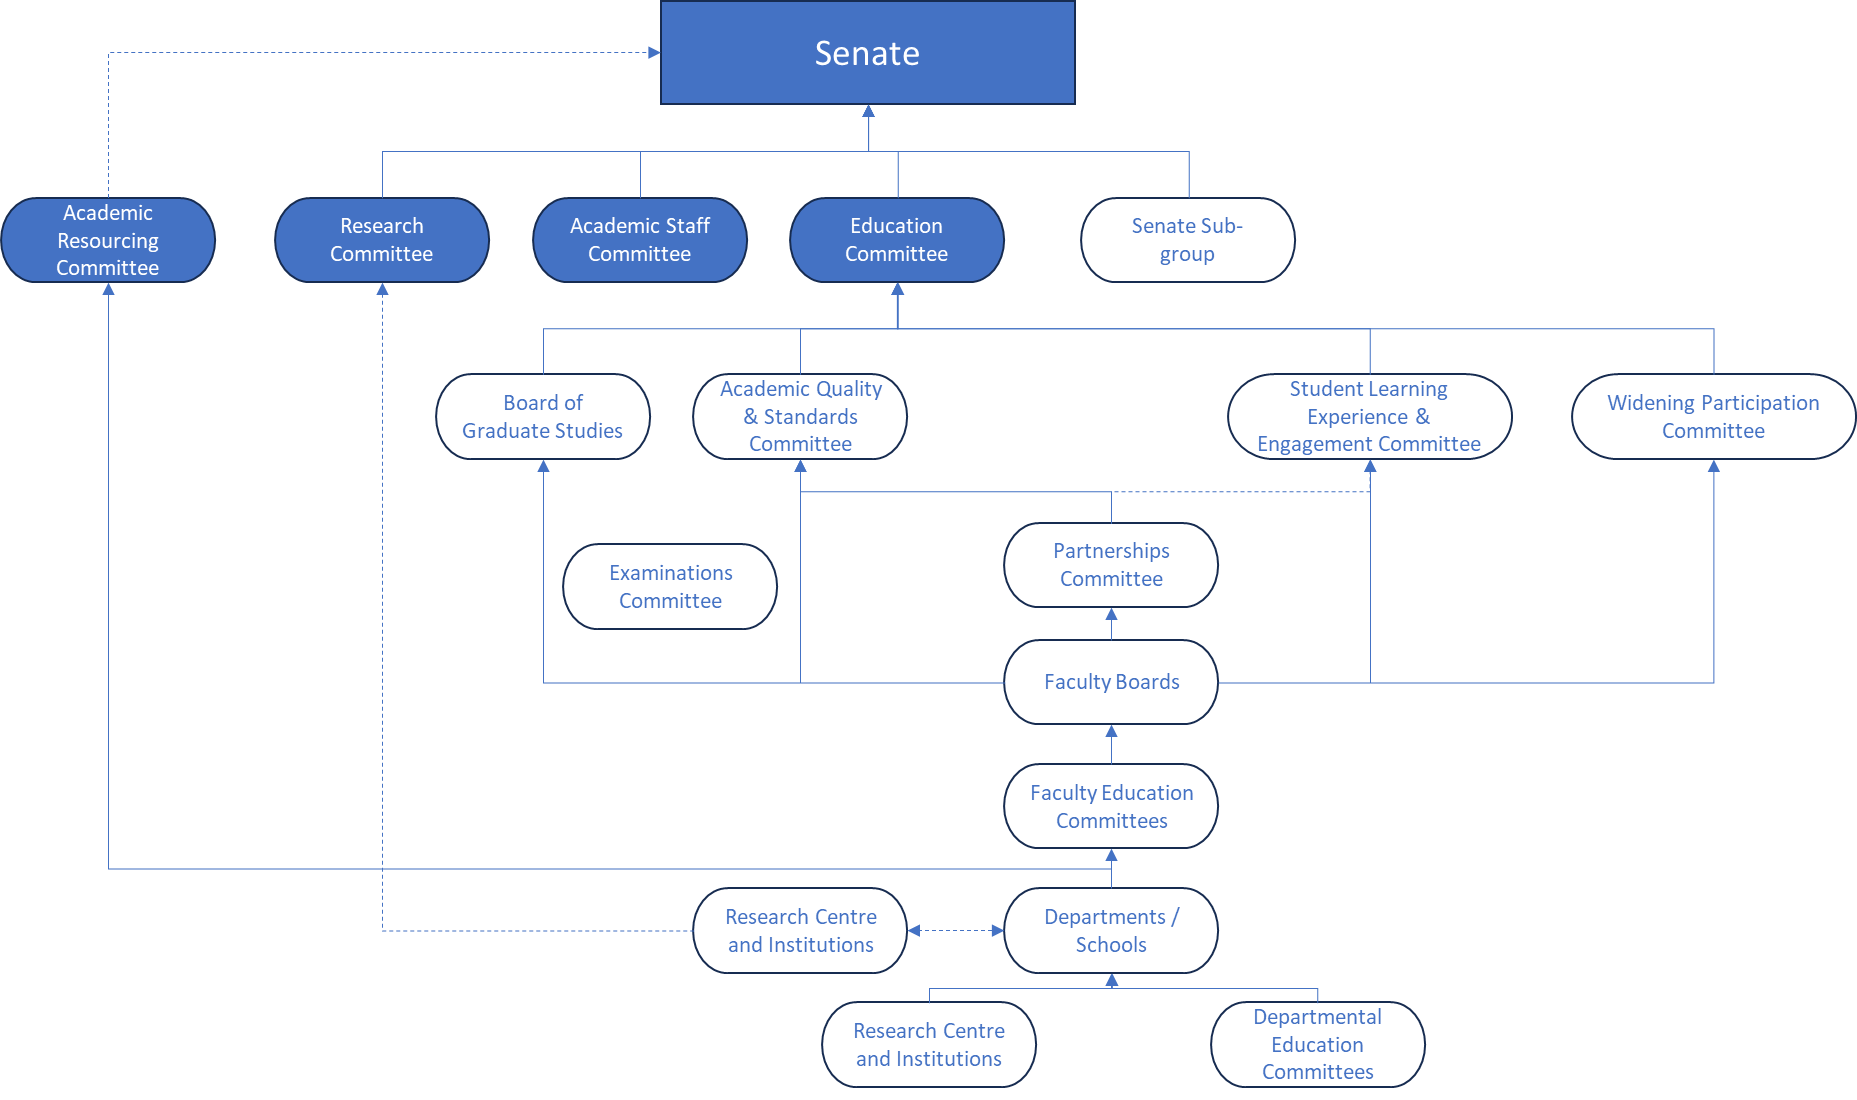 Senate
Academic
Resourcing
Committee
Research
Committee
Academic Staff
Committee
Education
Committee
Senate Sub-
group
Board of
Graduate Studies
Academic Quality
& Standards
Committee
Student Learning
Experience &
Engagement Committee
Widening Participation
Committee
Partnerships
Committee
Examinations
Committee
Faculty Boards
Faculty Education
Committees
Research Centre
and Institutions
Departments /
Schools
Research Centre
and Institutions
Departmental
Education
Committees